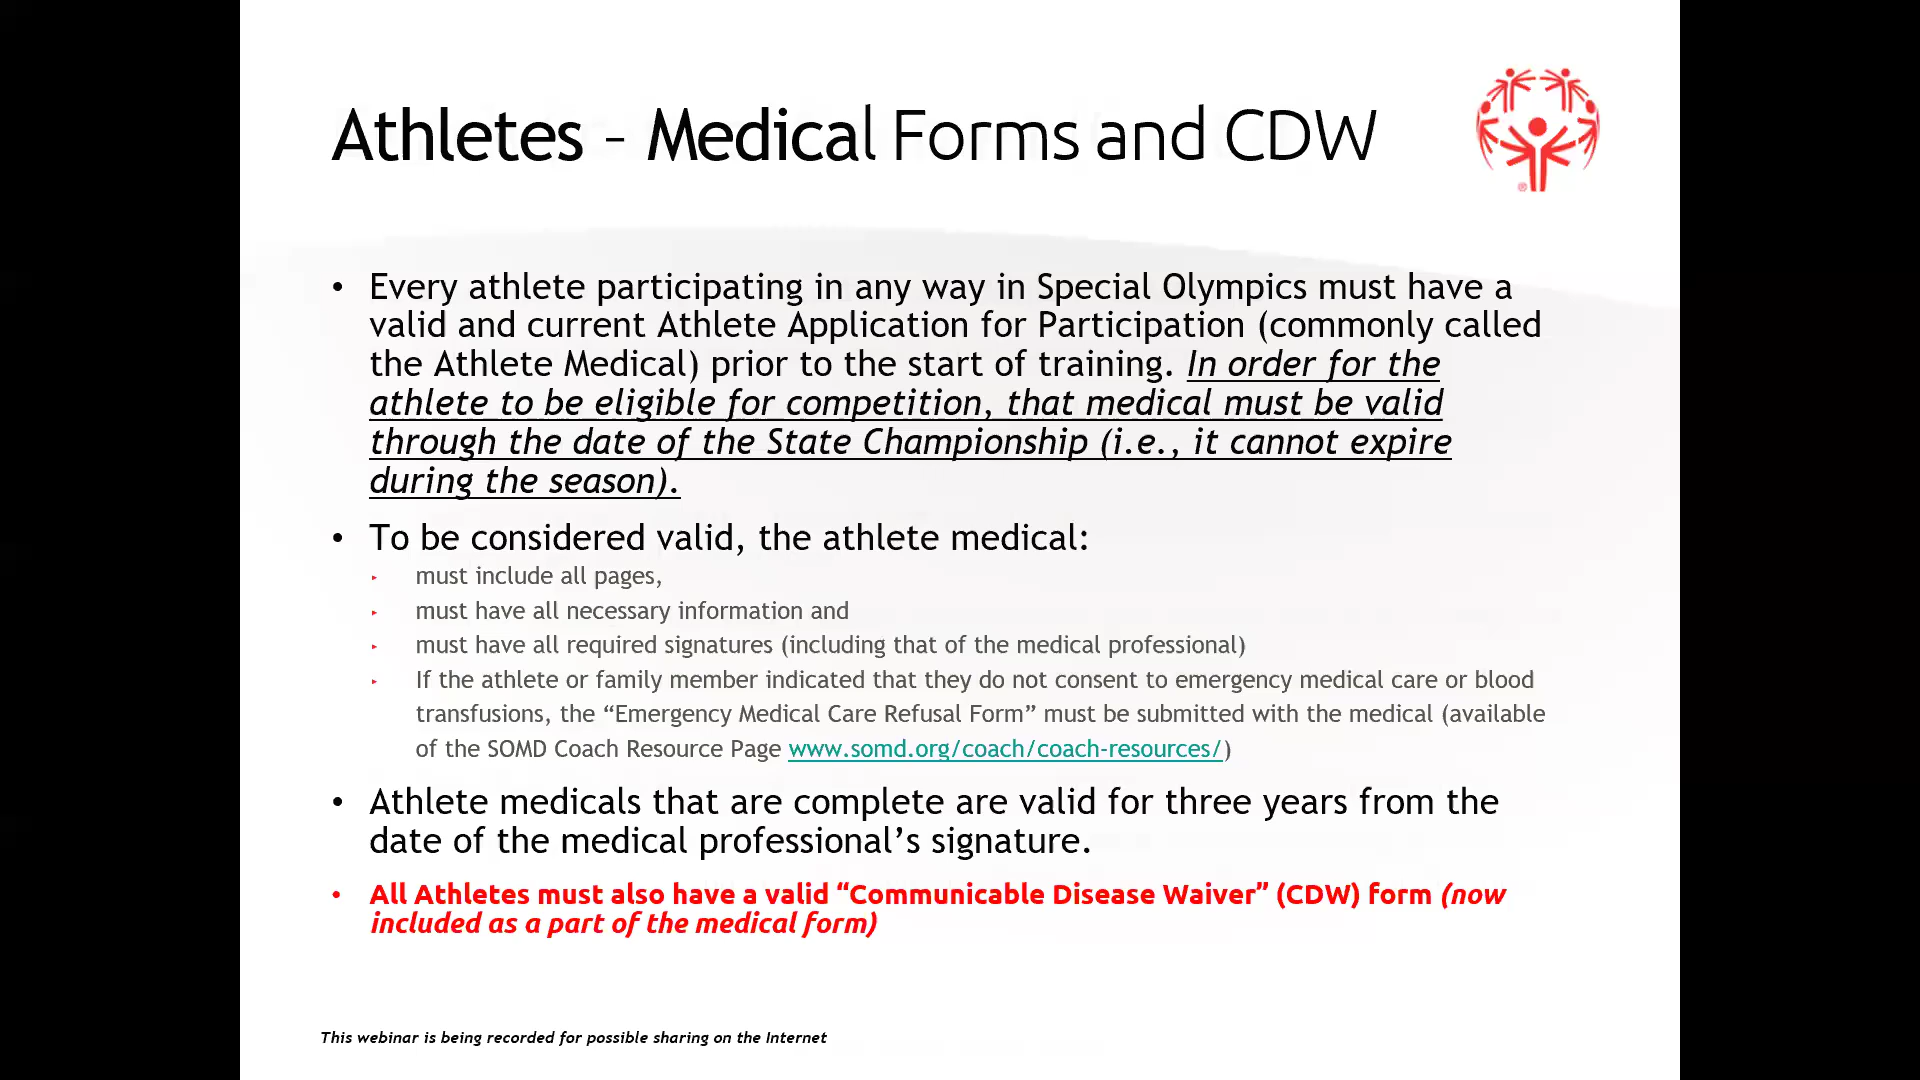 Athletes – Medical Forms and CDW
®
• Every athlete participating in any way in Special Olympics must have a
valid and current Athlete Application for Participation (commonly called
the Athlete Medical) prior to the start of training. In order for the
athlete to be eligible for competition, that medical must be valid
through the date of the State Championship (i.e., it cannot expire
during the season).
• To be considered valid, the athlete medical:
‣ must include all pages,
‣ must have all necessary information and
‣ must have all required signatures (including that of the medical professional)
‣ If the athlete or family member indicated that they do not consent to emergency medical care or blood
transfusions, the “Emergency Medical Care Refusal Form” must be submitted with the medical (available
of the SOMD Coach Resource Page www.somd.org/coach/coach-resources/)
• Athlete medicals that are complete are valid for three years from the
date of the medical professional’s signature.
• All Athletes must also have a valid “Communicable Disease Waiver” (CDW) form (now
included as a part of the medical form)
This webinar is being recorded for possible sharing on the Internet